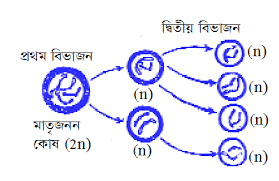 দ্বিতীয় বিভাজন
প্রথম বিভাজন
(n)
(n)
(n)
(n)
মাতৃজনন
কোষ (2n)
(n)
(n)